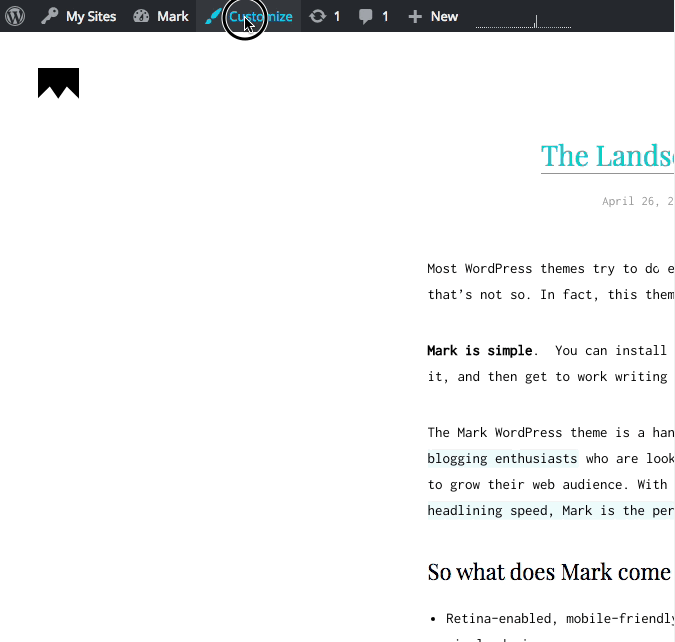 My Sites Mark Customize 1 1 New
The Lands
April 26, 2
Most WordPress themes try to do e
that's not so. In fact, this them
Mark is simple. You can install
it, and then get to work writing
The Mark WordPress theme is a han
blogging enthusiasts who are look
to grow their web audience. With
headlining speed, Mark is the per
So what does Mark come
• Retina-enabled, mobile-friendly